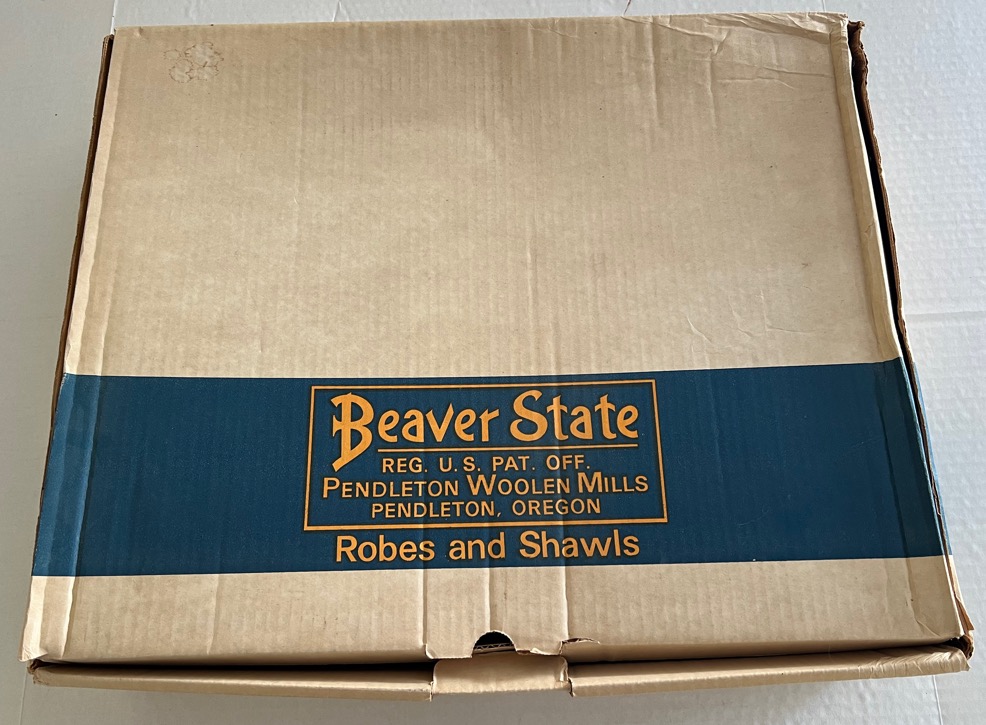 Beaver State
REG. U.S. PAT. OFF.
PENDLETON WOOLEN MILLS
PENDLETON, OREGON
Robes and Shawls